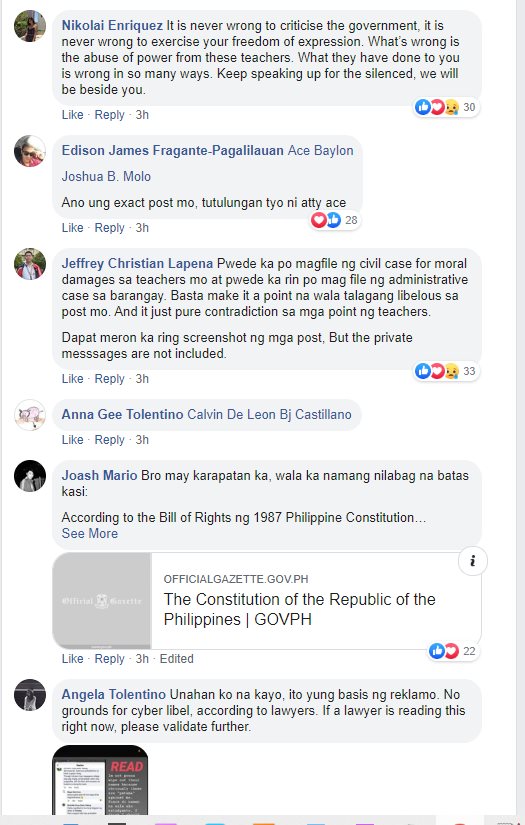 Nikolai Enriquez It is never wrong to criticise the government, it is
never wrong to exercise your freedom of expression. What's wrong is
the abuse of power from these teachers. What they have done to you
is wrong in so many ways. Keep speaking up for the silenced, we will
be beside you.
30
Like · Reply · 3h
Edison James Fragante-Pagalilauan Ace Baylon
Joshua B. Molo
Ano ung exact post mo, tutulungan tyo ni atty ace
28
Like · Reply · 3h
Jeffrey Christian Lapena Pwede ka po magfile ng civil case for moral
damages sa teachers mo at pwede ka rin po mag file ng administrative
case sa barangay. Basta make it a point na wala talagang libelous sa
post mo. And it just pure contradiction sa mga point ng teachers.
Dapat meron ka ring screenshot ng mga post, But the private
messsages are not included.
33
Like · Reply · 3h
Anna Gee Tolentino Calvin De Leon Bj Castillano
Like · Reply · 3h
Joash Mario Bro may karapatan ka, wala ka namang nilabag na batas
kasi:
According to the Bill of Rights ng 1987 Philippine Constitution…
See More
i
Official Gazette
OFFICIALGAZETTE.GOV.PH
The Constitution of the Republic of the
Philippines | GOVPH
22
Like · Reply · 3h · Edited
Angela Tolentino Unahan ko na kayo, ito yung basis ng reklamo. No
grounds for cyber libel, according to lawyers. If a lawyer is reading this
right now, please validate further.
READ